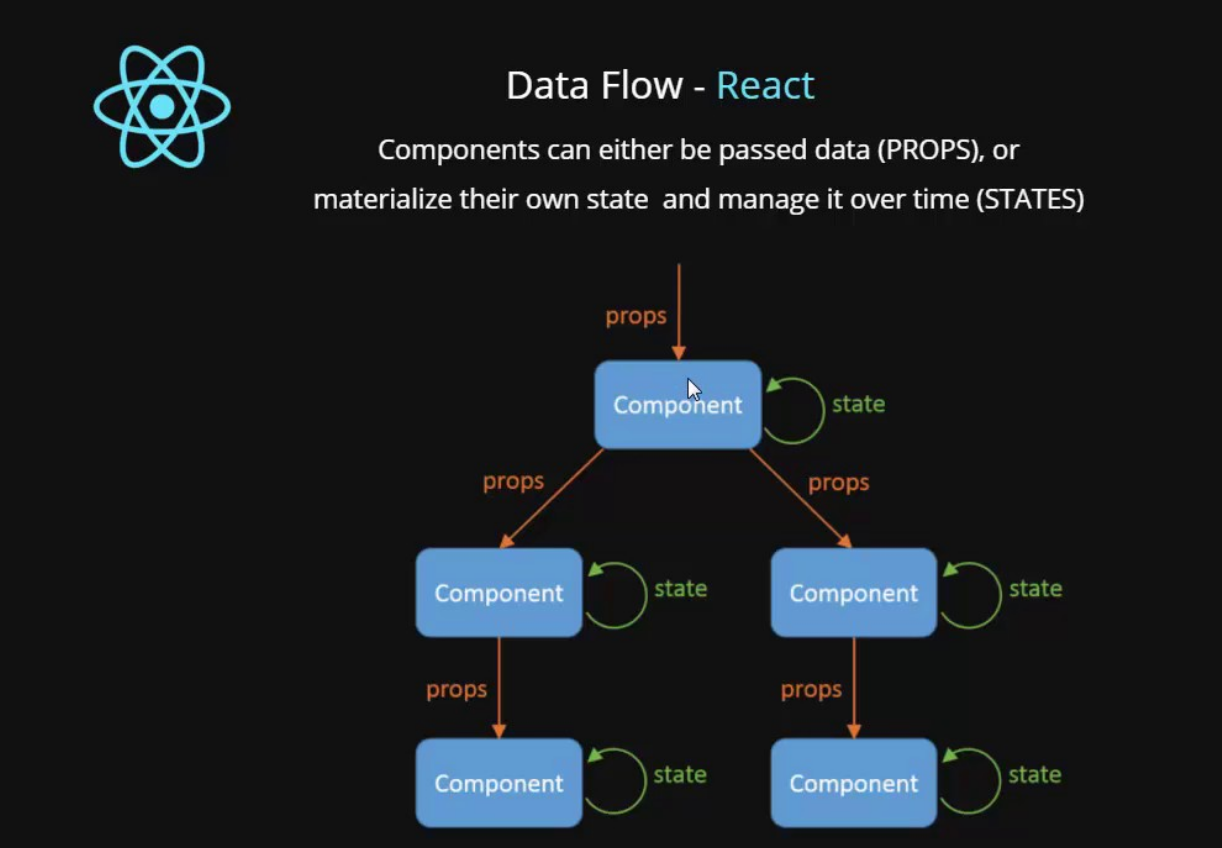 Data Flow - React
Components can either be passed data (PROPS), or
materialize their own state  and manage it over time (STATES)
props
Component
state
props
props
Component
state
Component
state
props
props
Component
state
Component
state